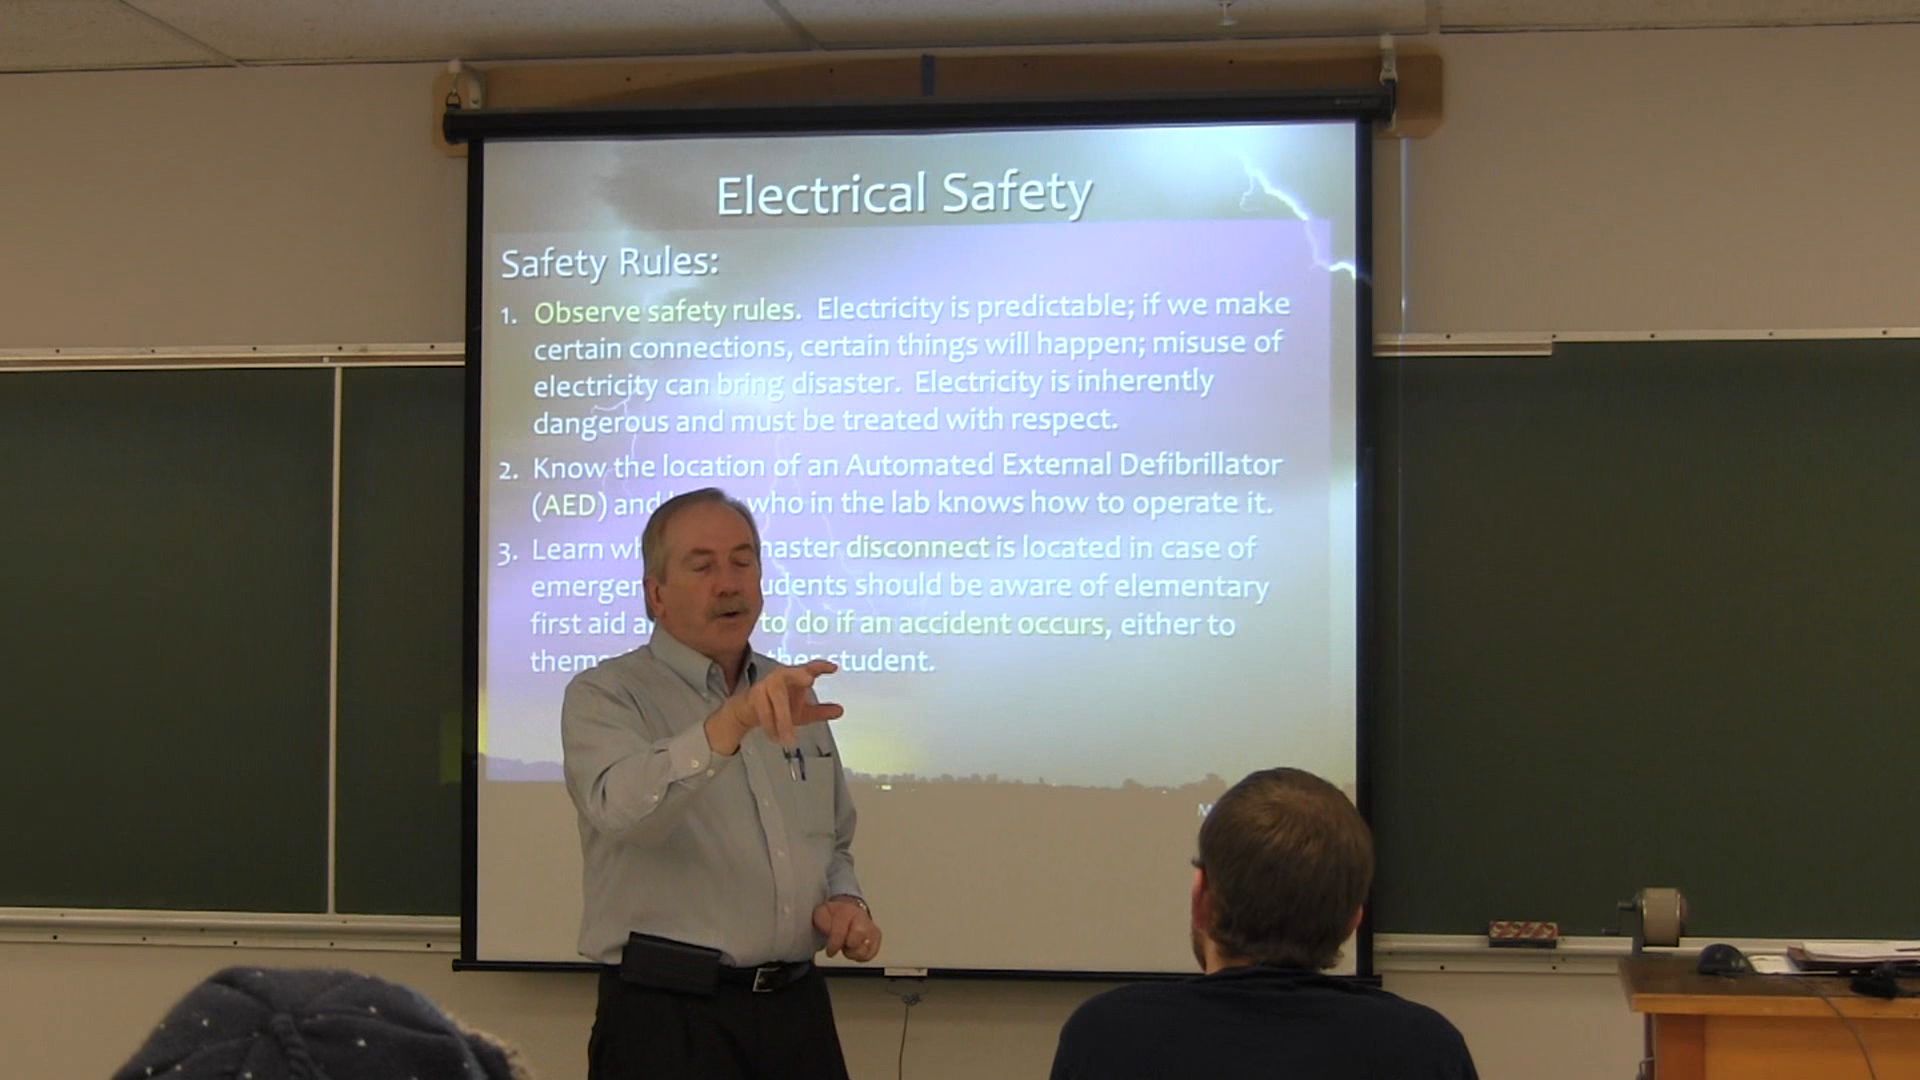 Electrical Safety
Safety Rules:
1. Observe safety rules. Electricity is predictable; if we make
certain connections, certain things will happen; misuse of
electricity can bring disaster. Electricity is inherently
dangerous and must be treated with respect.
2. Know the location of an Automated External Defibrillator
(AED) and who in the lab knows how to operate it.
3. Learn disconnect is located in case of
should be aware of elementary
first aid to do if an accident occurs, either to
student.